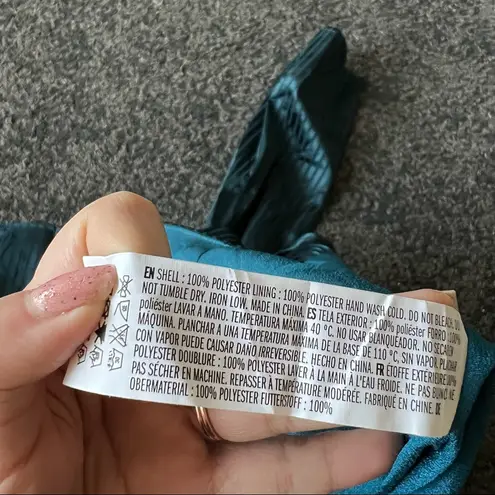 EN SHELL : 100% POLYESTER LINING : 100% POLYESTER HAND WASH COLD. DO NOT BLEACH. DO
NOT TUMBLE DRY. IRON LOW. MADE IN CHINA. ES TELA EXTERIOR : 100% poliéster FORRO :100%
poliéster LAVAR A MANO. TEMPERATURA MÁXIMA 40 °C. NO USAR BLANQUEADOR. NO SECAR EN
MÁQUINA. PLANCHAR A UNA TEMPERATURA MÁXIMA DE LA BASE DE 110 °C, SIN VAPOR. PLANCHAR
CON VAPOR PUEDE CAUSAR DAÑO IRREVERSIBLE. HECHO EN CHINA. FR ÉTOFFE EXTÉRIEURE :100%
POLYESTER DOUBLURE : 100% POLYESTER LAVER À LA MAIN À L'EAU FROIDE. NE PAS BLANCHIR. NE
PAS SÉCHER EN MACHINE. REPASSER À TEMPÉRATURE MODÉRÉE. FABRIQUÉ EN CHINE. DE
OBERMATERIAL : 100% POLYESTER FUTTERSTOFF : 100%